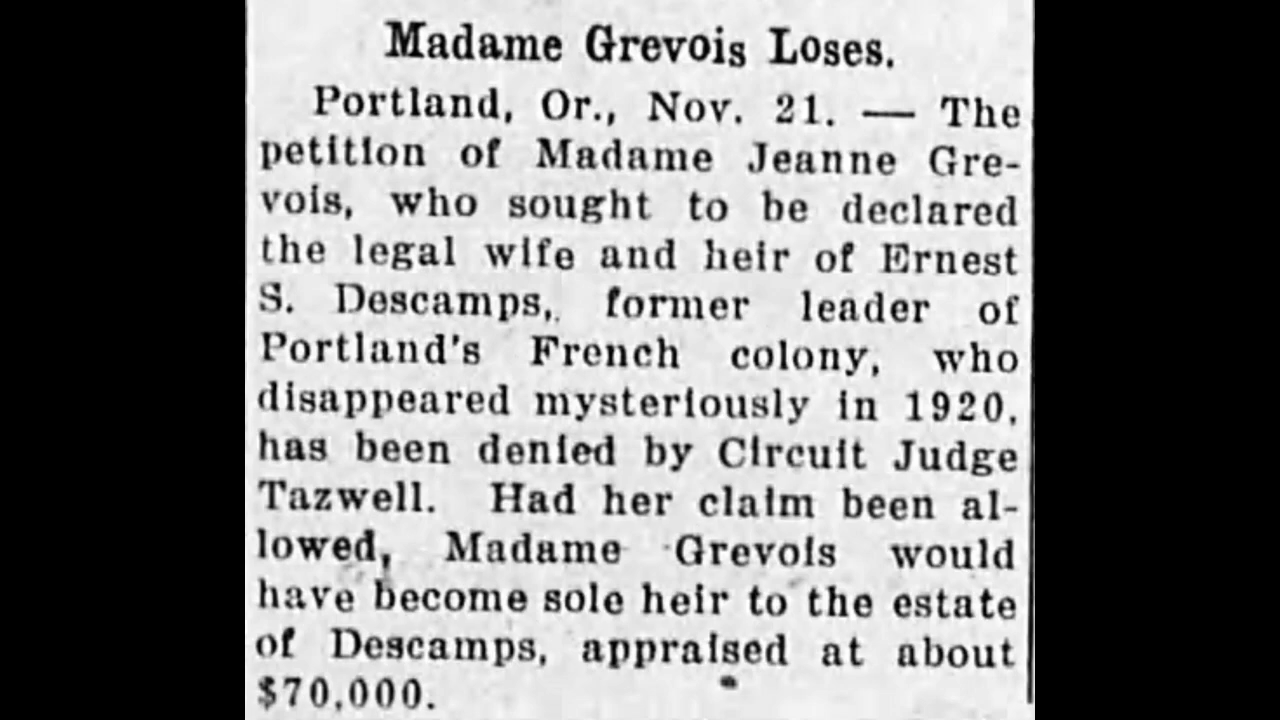 Madame Grevois Loses.
Portland, Or., Nov. 21. — The
petition of Madame Jeanne Gre-
vois, who sought to be declared
the legal wife and heir of Ernest
S. Descamps, former leader of
Portland's French colony, who
disappeared mysteriously in 1920,
has been denied by Circuit Judge
Tazwell. Had her claim been al-
lowed, Madame Grevois would
have become sole heir to the estate
of Descamps, appraised at about
$70,000.